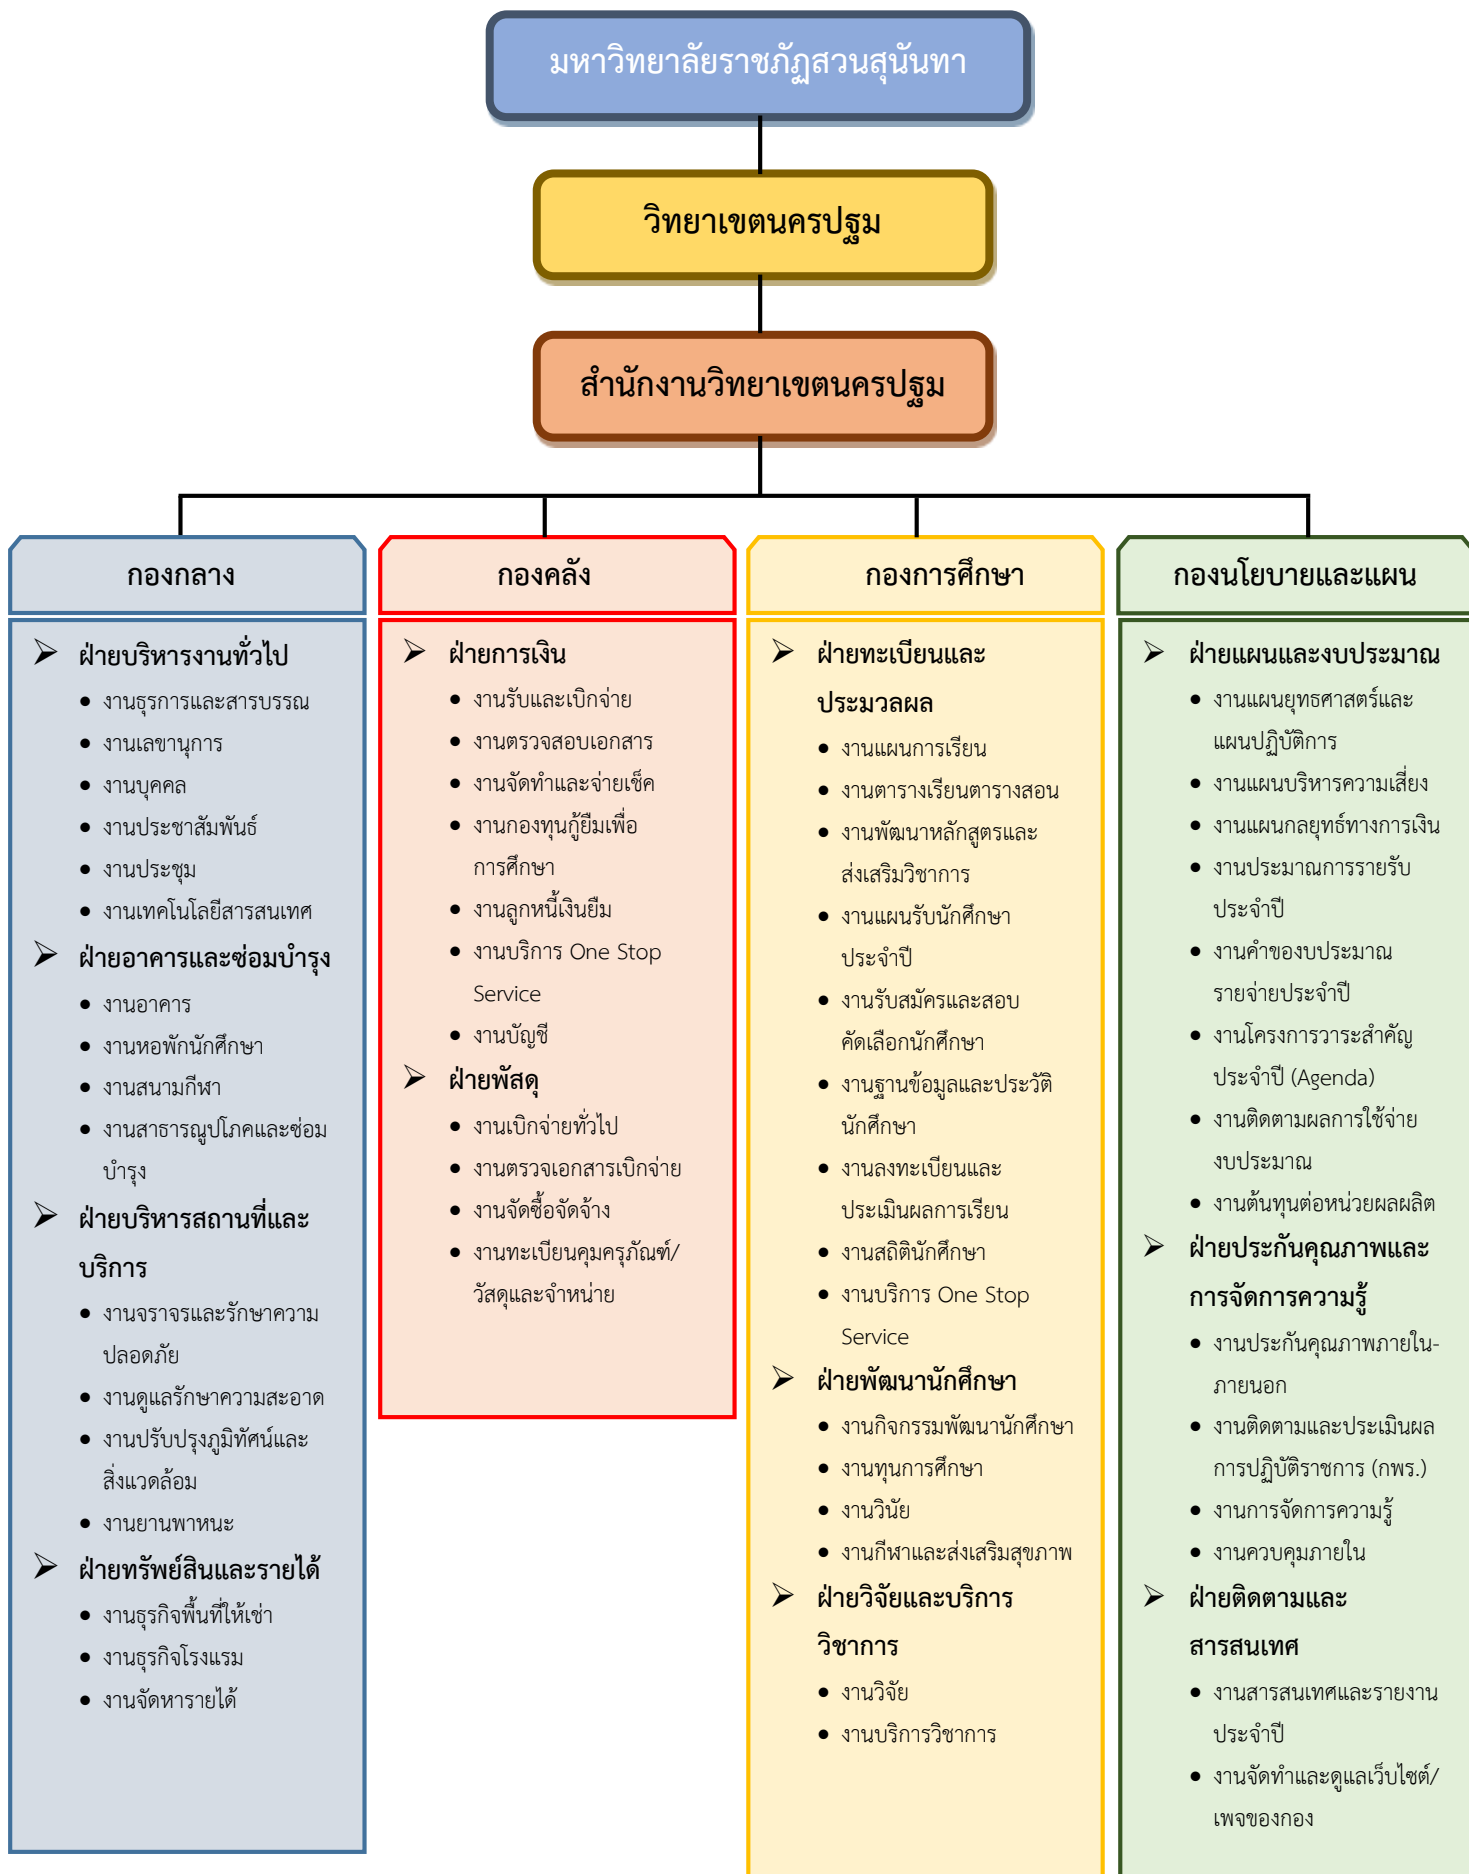 มหาวิทยาลัยราชภัฏสวนสุนันทา
วิทยาเขตนครปฐม
สำนักงานวิทยาเขตนครปฐม
กองกลาง
➢ ฝ่ายบริหารงานทั่วไป
• งานธุรการและสารบรรณ
• งานเลขานุการ
• งานบุคคล
• งานประชาสัมพันธ์
• งานประชุม
• งานเทคโนโลยีสารสนเทศ
➢ ฝ่ายอาคารและซ่อมบำรุง
• งานอาคาร
• งานหอพักนักศึกษา
• งานสนามกีฬา
• งานสาธารณูปโภคและซ่อม
บำรุง
➢ ฝ่ายบริหารสถานที่และ
บริการ
• งานจราจรและรักษาความ
ปลอดภัย
• งานดูแลรักษาความสะอาด
• งานปรับปรุงภูมิทัศน์และ
สิ่งแวดล้อม
• งานยานพาหนะ
➢ ฝ่ายทรัพย์สินและรายได้
• งานธุรกิจพื้นที่ให้เช่า
• งานธุรกิจโรงแรม
• งานจัดหารายได้
กองคลัง
➢ ฝ่ายการเงิน
• งานรับและเบิกจ่าย
• งานตรวจสอบเอกสาร
• งานจัดทำและจ่ายเช็ค
• งานกองทุนกู้ยืมเพื่อ
การศึกษา
• งานลูกหนี้เงินยืม
• งานบริการ One Stop
Service
• งานบัญชี
➢ ฝ่ายพัสดุ
• งานเบิกจ่ายทั่วไป
• งานตรวจเอกสารเบิกจ่าย
• งานจัดซื้อจัดจ้าง
• งานทะเบียนคุมครุภัณฑ์/
วัสดุและจำหน่าย
กองการศึกษา
➢ ฝ่ายทะเบียนและ
ประมวลผล
• งานแผนการเรียน
• งานตารางเรียนตารางสอน
• งานพัฒนาหลักสูตรและ
ส่งเสริมวิชาการ
• งานแผนรับนักศึกษา
ประจำปี
• งานรับสมัครและสอบ
คัดเลือกนักศึกษา
• งานฐานข้อมูลและประวัติ
นักศึกษา
• งานลงทะเบียนและ
ประเมินผลการเรียน
• งานสถิตินักศึกษา
• งานบริการ One Stop
Service
➢ ฝ่ายพัฒนานักศึกษา
• งานกิจกรรมพัฒนานักศึกษา
• งานทุนการศึกษา
• งานวินัย
• งานกีฬาและส่งเสริมสุขภาพ
➢ ฝ่ายวิจัยและบริการ
วิชาการ
• งานวิจัย
• งานบริการวิชาการ
กองนโยบายและแผน
➢ ฝ่ายแผนและงบประมาณ
• งานแผนยุทธศาสตร์และ
แผนปฏิบัติการ
• งานแผนบริหารความเสี่ยง
• งานแผนกลยุทธ์ทางการเงิน
• งานประมาณการรายรับ
ประจำปี
• งานคำของบประมาณ
รายจ่ายประจำปี
• งานโครงการวาระสำคัญ
ประจำปี (Agenda)
• งานติดตามผลการใช้จ่าย
งบประมาณ
• งานต้นทุนต่อหน่วยผลผลิต
➢ ฝ่ายประกันคุณภาพและ
การจัดการความรู้
• งานประกันคุณภาพภายใน-
ภายนอก
• งานติดตามและประเมินผล
การปฏิบัติราชการ (กพร.)
• งานการจัดการความรู้
• งานควบคุมภายใน
➢ ฝ่ายติดตามและ
สารสนเทศ
• งานสารสนเทศและรายงาน
ประจำปี
• งานจัดทำและดูแลเว็บไซต์/
เพจของกอง